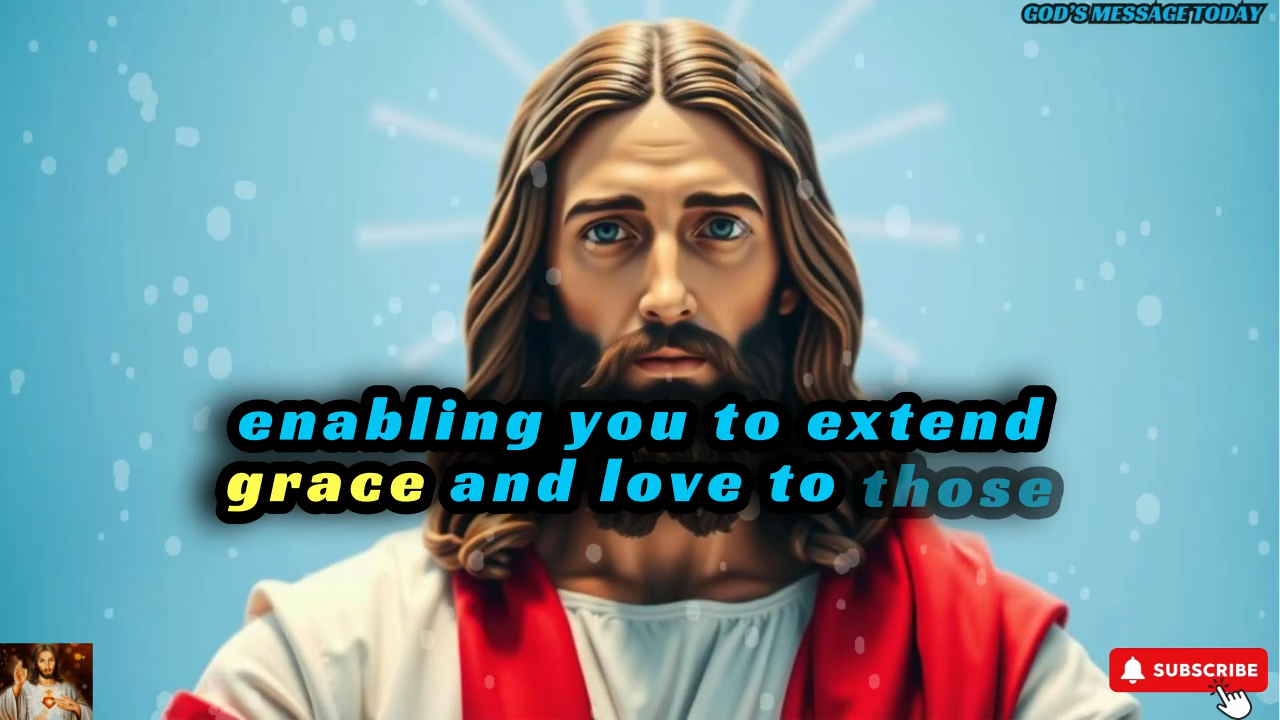 GOD'S MESSAGE TODAY
enabling you to extend
grace and love to those
SUBSCRIBE